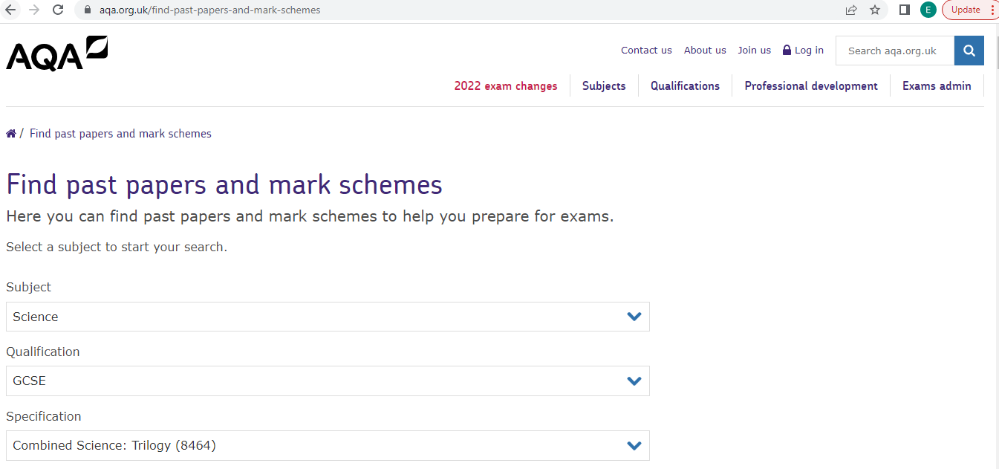 aqa.org.uk/find-past-papers-and-mark-schemes
E
Update
AQA
Contact us
About us
Join us
Log in
Search aqa.org.uk
2022 exam changes
Subjects
Qualifications
Professional development
Exams admin
/ Find past papers and mark schemes
Find past papers and mark schemes
Here you can find past papers and mark schemes to help you prepare for exams.
Select a subject to start your search.
Subject
Science
Qualification
GCSE
Specification
Combined Science: Trilogy (8464)